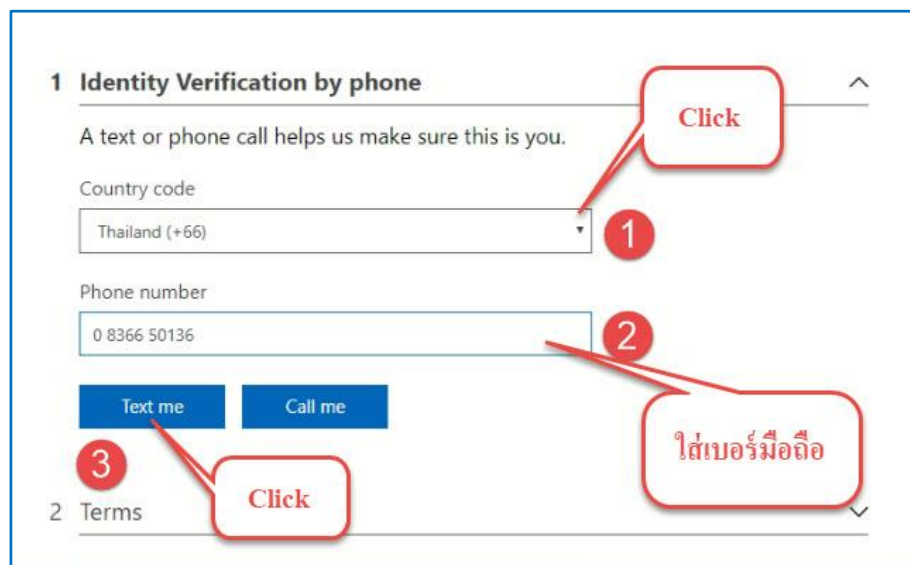 1 Identity Verification by phone
Click
A text or phone call helps us make sure this is you.
Country code
Thailand (+66)
1
Phone number
0 8366 50136
2
Text me
Call me
ใส่เบอร์มือถือ
3
Click
2 Terms